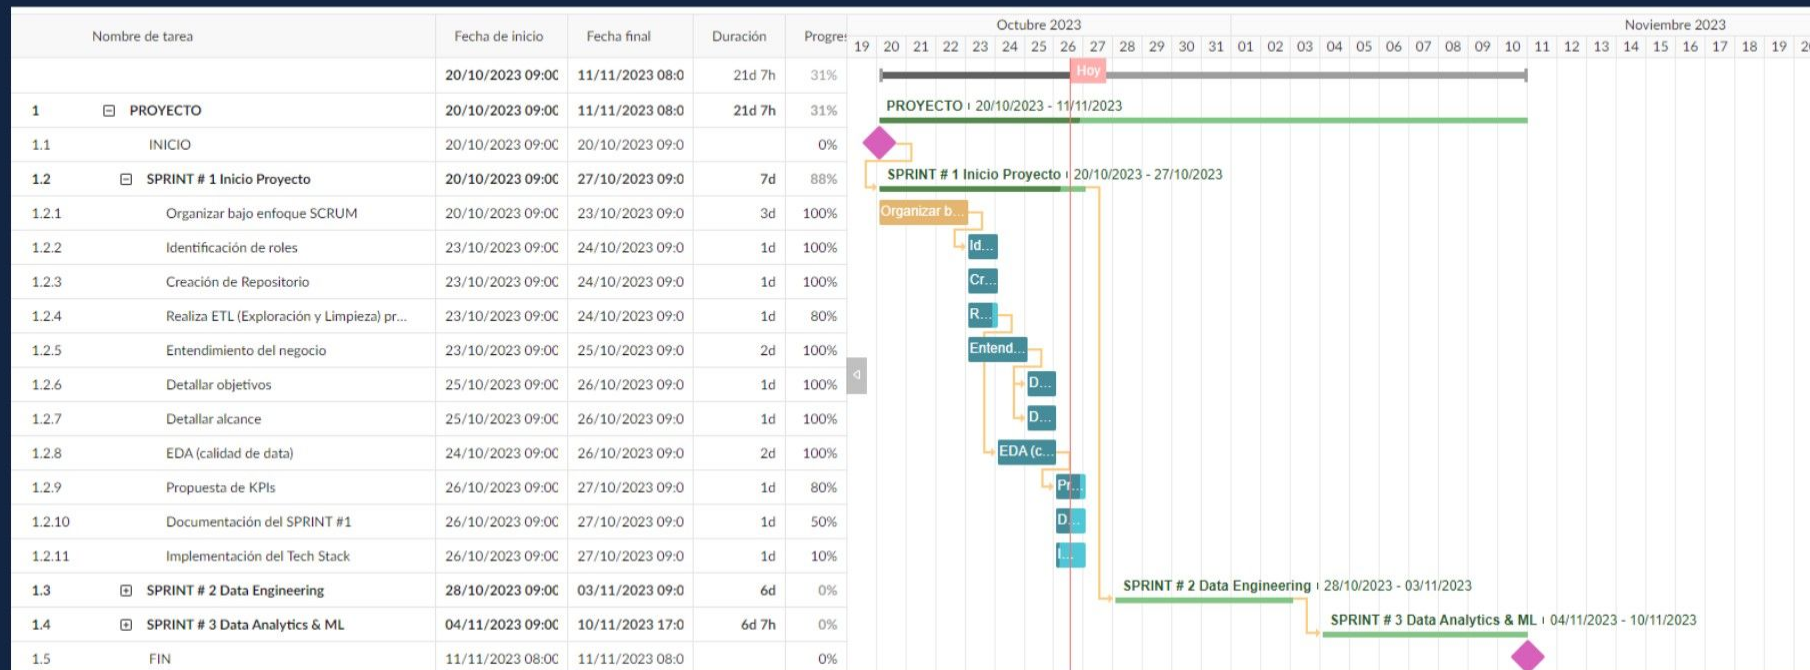 Nombre de tarea Fecha de inicio Fecha final Duración Progres Octubre 2023 Noviembre 2023
19 20 21 22 23 24 25 26 27 28 29 30 31 01 02 03 04 05 06 07 08 09 10 11 12 13 14 15 16 17 18 19
20/10/2023 09:00 11/11/2023 08:0 21d 7h 31% Hoy
1 PROYECTO 20/10/2023 09:00 11/11/2023 08:0 21d 7h 31% PROYECTO 20/10/2023 - 11/11/2023
1.1 INICIO 20/10/2023 09:00 20/10/2023 09:0 0%
1.2 SPRINT # 1 Inicio Proyecto 20/10/2023 09:00 27/10/2023 09:0 7d 88% SPRINT # 1 Inicio Proyecto 20/10/2023 - 27/10/2023
1.2.1 Organizar bajo enfoque SCRUM 20/10/2023 09:00 23/10/2023 09:0 3d 100% Organizar b...
1.2.2 Identificación de roles 23/10/2023 09:00 24/10/2023 09:0 1d 100% Id...
1.2.3 Creación de Repositorio 23/10/2023 09:00 24/10/2023 09:0 1d 100% Cr...
1.2.4 Realiza ETL (Exploración y Limpieza) pr... 23/10/2023 09:00 24/10/2023 09:0 1d 80% R...
1.2.5 Entendimiento del negocio 23/10/2023 09:00 25/10/2023 09:0 2d 100% Entend...
1.2.6 Detallar objetivos 25/10/2023 09:00 26/10/2023 09:0 1d 100% D...
1.2.7 Detallar alcance 25/10/2023 09:00 26/10/2023 09:0 1d 100% D...
1.2.8 EDA (calidad de data) 24/10/2023 09:00 26/10/2023 09:0 2d 100% EDA (c...
1.2.9 Propuesta de KPIs 26/10/2023 09:00 27/10/2023 09:0 1d 80% Pr...
1.2.10 Documentación del SPRINT #1 26/10/2023 09:00 27/10/2023 09:0 1d 50% D...
1.2.11 Implementación del Tech Stack 26/10/2023 09:00 27/10/2023 09:0 1d 10% I...
1.3 SPRINT # 2 Data Engineering 28/10/2023 09:00 03/11/2023 09:0 6d 0% SPRINT # 2 Data Engineering 28/10/2023 - 03/11/2023
1.4 SPRINT # 3 Data Analytics & ML 04/11/2023 09:00 10/11/2023 17:0 6d 7h 0% SPRINT # 3 Data Analytics & ML 04/11/2023 - 10/11/2023
1.5 FIN 11/11/2023 08:00 11/11/2023 08:0 0%